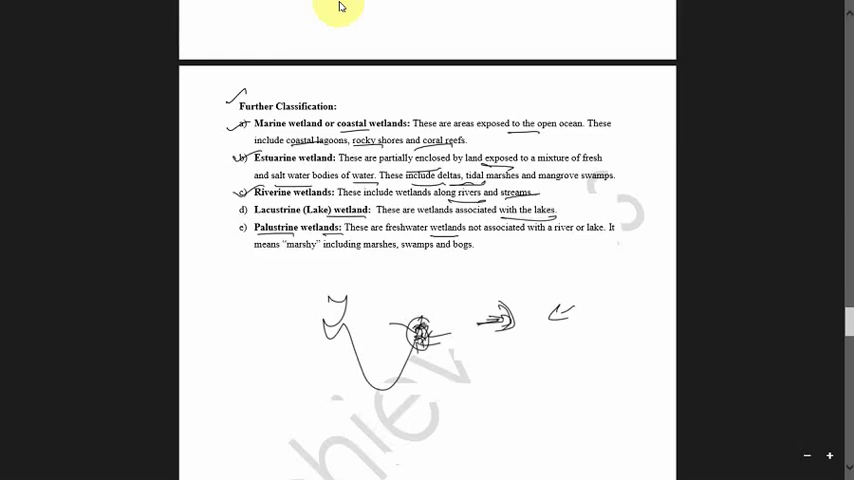 Further Classification:
a) Marine wetland or coastal wetlands: These are areas exposed to the open ocean. These
include coastal lagoons, rocky shores and coral reefs.
b) Estuarine wetland: These are partially enclosed by land exposed to a mixture of fresh
and salt water bodies of water. These include deltas, tidal marshes and mangrove swamps.
c) Riverine wetlands: These include wetlands along rivers and streams.
d) Lacustrine (Lake) wetland: These are wetlands associated with the lakes.
e) Palustrine wetlands: These are freshwater wetlands not associated with a river or lake. It
means “marshy” including marshes, swamps and bogs.